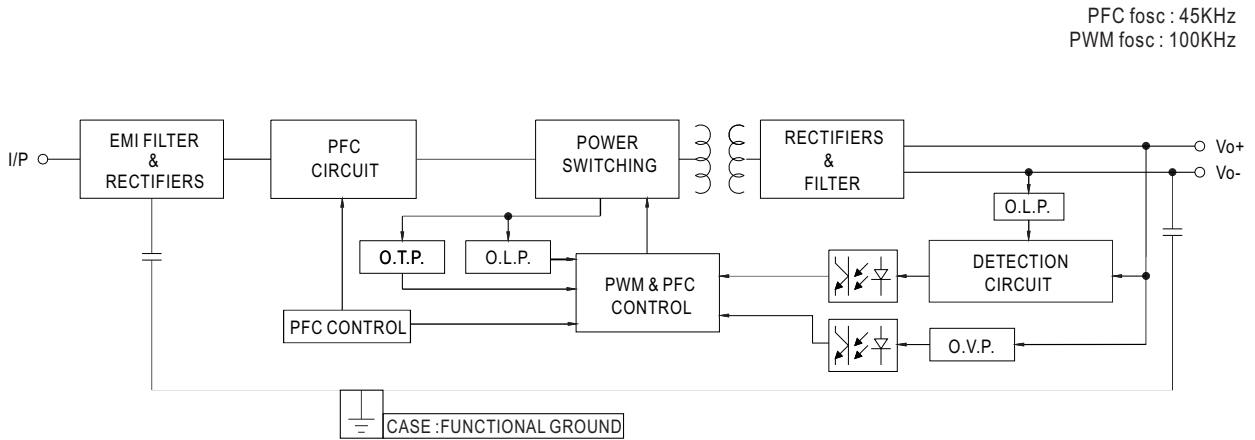 PFC fosc : 45KHz
PWM fosc : 100KHz
I/P
EMI FILTER
&
RECTIFIERS
PFC
CIRCUIT
POWER
SWITCHING
RECTIFIERS
&
FILTER
Vo+
Vo-
O.L.P.
O.T.P.
O.L.P.
PWM & PFC
CONTROL
DETECTION
CIRCUIT
PFC CONTROL
O.V.P.
CASE :FUNCTIONAL GROUND